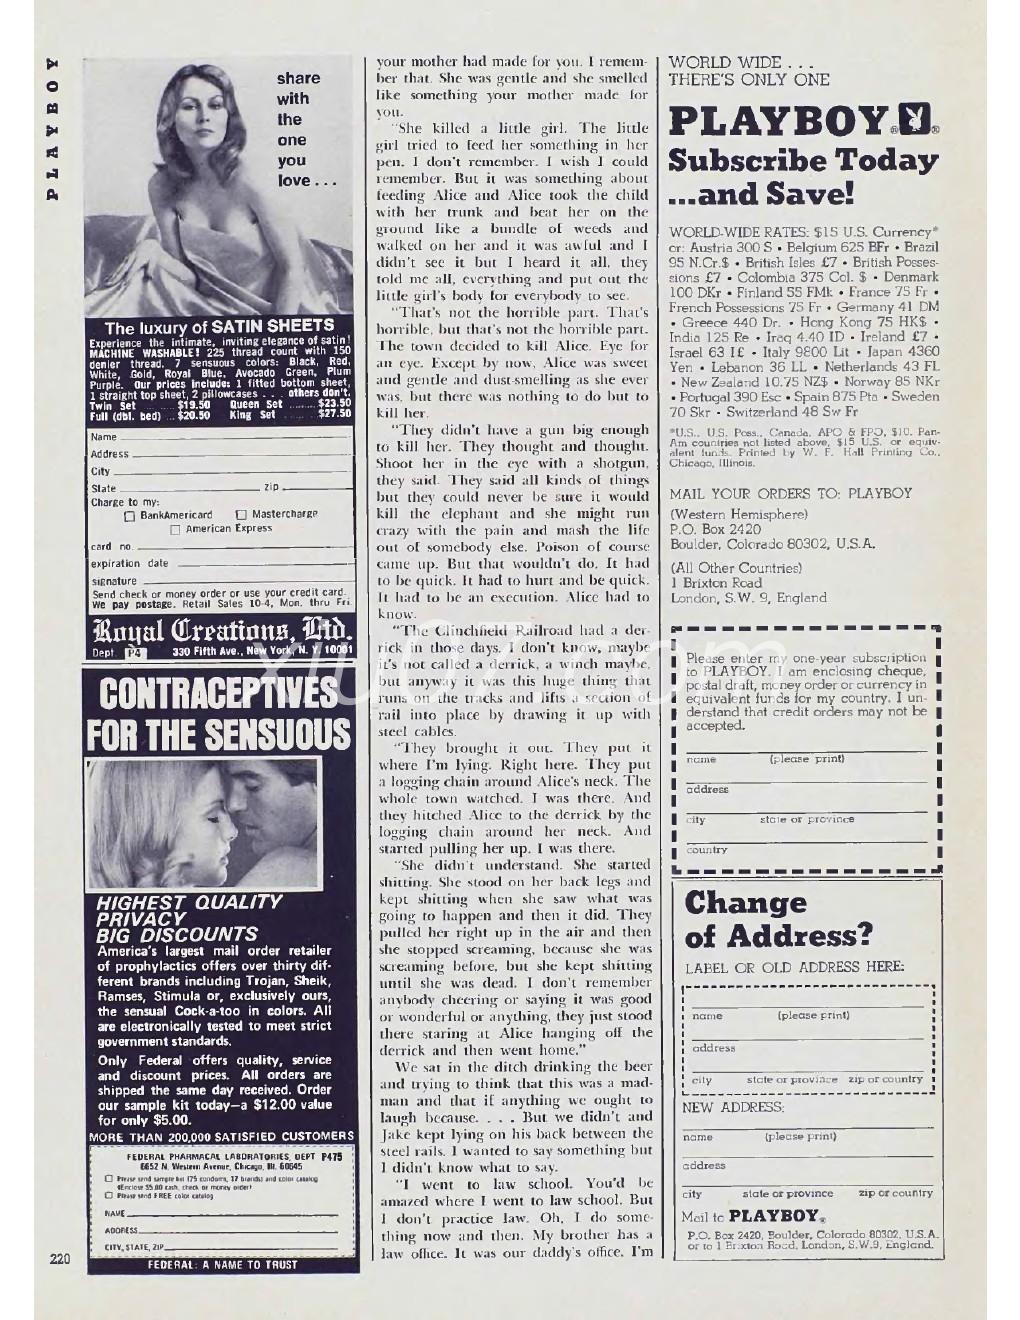 PLAYBOY
share
with
the
one
you
love...
The luxury of SATIN SHEETS
Experience the intimate, inviting elegance of satin!
MACHINE WASHABLE! 225 thread count with 150
denier thread. 7 sensuous colors: Black, Red,
White, Gold, Royal Blue, Avocado Green, Plum
Purple. Our prices include: 1 fitted bottom sheet,
1 straight top sheet, 2 pillowcases . . . others don't.
Twin Set ......$19.50 Queen Set ........$23.50
Full (dbl. bed) ...$20.50 King Set .........$27.50
Name
Address
City
State zip
Charge to my:
☐ BankAmericard ☐ Mastercharge
☐ American Express
card no.
expiration date
signature
Send check or money order or use your credit card.
We pay postage. Retail Sales 10-4, Mon. thru Fri.
Royal Creations, Ltd.
Dept. P4 330 Fifth Ave., New York, N. Y. 10001
CONTRACEPTIVES
FOR THE SENSUOUS
HIGHEST QUALITY
PRIVACY
BIG DISCOUNTS
America's largest mail order retailer
of prophylactics offers over thirty dif-
ferent brands including Trojan, Sheik,
Ramses, Stimula or, exclusively ours,
the sensual Cock-a-too in colors. All
are electronically tested to meet strict
government standards.
Only Federal offers quality, service
and discount prices. All orders are
shipped the same day received. Order
our sample kit today—a $12.00 value
for only $5.00.
MORE THAN 200,000 SATISFIED CUSTOMERS
FEDERAL PHARMACAL LABORATORIES, DEPT P475
6652 N. Western Avenue, Chicago, Ill. 60645
☐ Please send sample kit (75 condoms, 17 brands) and color catalog
(Enclose $5.00 cash, check or money order)
☐ Please send FREE color catalog
NAME
ADDRESS
CITY, STATE, ZIP
FEDERAL: A NAME TO TRUST
220
your mother had made for you. I remem-
ber that. She was gentle and she smelled
like something your mother made for
you.
"She killed a little girl. The little
girl tried to feed her something in her
pen. I don't remember. I wish I could
remember. But it was something about
feeding Alice and Alice took the child
with her trunk and beat her on the
ground like a bundle of weeds and
walked on her and it was awful and I
didn't see it but I heard it all, they
told me all, everything and put out the
little girl's body for everybody to see.
"That's not the horrible part. That's
horrible, but that's not the horrible part.
The town decided to kill Alice. Eye for
an eye. Except by now, Alice was sweet
and gentle and dust-smelling as she ever
was, but there was nothing to do but to
kill her.
"They didn't have a gun big enough
to kill her. They thought and thought.
Shoot her in the eye with a shotgun,
they said. They said all kinds of things
but they could never be sure it would
kill the elephant and she might run
crazy with the pain and mash the life
out of somebody else. Poison of course
came up. But that wouldn't do. It had
to be quick. It had to hurt and be quick.
It had to be an execution. Alice had to
know.
"The Clinchfield Railroad had a der-
rick in those days. I don't know, maybe
it's not called a derrick, a winch maybe,
but anyway it was this huge thing that
runs on the tracks and lifts a section of
rail into place by drawing it up with
steel cables.
"They brought it out. They put it
where I'm lying. Right here. They put
a logging chain around Alice's neck. The
whole town watched. I was there. And
they hitched Alice to the derrick by the
logging chain around her neck. And
started pulling her up. I was there.
"She didn't understand. She started
shitting. She stood on her back legs and
kept shitting when she saw what was
going to happen and then it did. They
pulled her right up in the air and then
she stopped screaming, because she was
screaming before, but she kept shitting
until she was dead. I don't remember
anybody cheering or saying it was good
or wonderful or anything, they just stood
there staring at Alice hanging off the
derrick and then went home."
We sat in the ditch drinking the beer
and trying to think that this was a mad-
man and that if anything we ought to
laugh because. . . . But we didn't and
Jake kept lying on his back between the
steel rails. I wanted to say something but
I didn't know what to say.
"I went to law school. You'd be
amazed where I went to law school. But
I don't practice law. Oh, I do some-
thing now and then. My brother has a
law office. It was our daddy's office. I'm
WORLD WIDE . . .
THERE'S ONLY ONE
PLAYBOY®
Subscribe Today
...and Save!
WORLD-WIDE RATES: $15 U.S. Currency*
or: Austria 300 S • Belgium 625 BFr • Brazil
95 N.Cr.$ • British Isles £7 • British Posses-
sions £7 • Colombia 375 Col. $ • Denmark
100 DKr • Finland 55 FMk • France 75 Fr •
French Possessions 75 Fr • Germany 41 DM
• Greece 440 Dr. • Hong Kong 75 HK$ •
India 125 Re • Iraq 4.40 ID • Ireland £7 •
Israel 63 I£ • Italy 9800 Lit • Japan 4360
Yen • Lebanon 36 LL • Netherlands 43 FL
• New Zealand 10.75 NZ$ • Norway 85 NKr
• Portugal 390 Esc • Spain 875 Pta • Sweden
70 Skr • Switzerland 48 Sw Fr
*U.S., U.S. Poss., Canada, APO & FPO, $10. Pan-
Am countries not listed above, $15 U.S. or equiv-
alent funds. Printed by W. F. Hall Printing Co.,
Chicago, Illinois.
MAIL YOUR ORDERS TO: PLAYBOY
(Western Hemisphere)
P.O. Box 2420
Boulder, Colorado 80302, U.S.A.
(All Other Countries)
1 Brixton Road
London, S.W. 9, England
Please enter my one-year subscription
to PLAYBOY. I am enclosing cheque,
postal draft, money order or currency in
equivalent funds for my country. I un-
derstand that credit orders may not be
accepted.
name (please print)
address
city state or province
country
Change
of Address?
LABEL OR OLD ADDRESS HERE:
name (please print)
address
city state or province zip or country
NEW ADDRESS:
name (please print)
address
city state or province zip or country
Mail to PLAYBOY®
P.O. Box 2420, Boulder, Colorado 80302, U.S.A.
or to 1 Brixton Road, London, S.W.9, England.